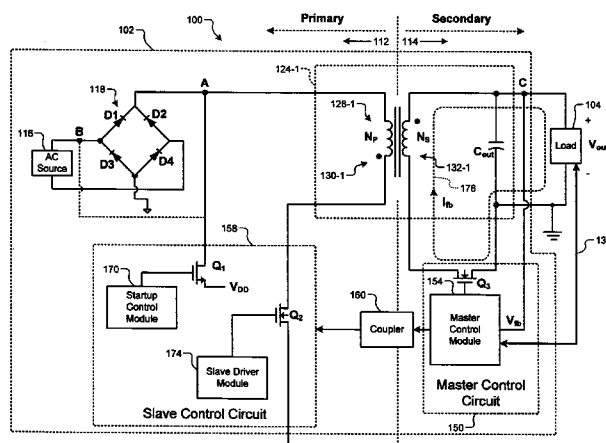 100
Primary
Secondary
102
112
114
124-1
A
C
118
D1
D2
B
D3
D4
116
AC
Source
128-1
NP
NS
130-1
132-1
Cout
178
Ifb
104
+
Load
Vou
-
13
158
170
Q1
Startup
Control
Module
VDD
Q2
174
Slave Driver
Module
Slave Control Circuit
160
Coupler
154
Q3
Vfb
Master
Control
Module
Master Control
Circuit
150